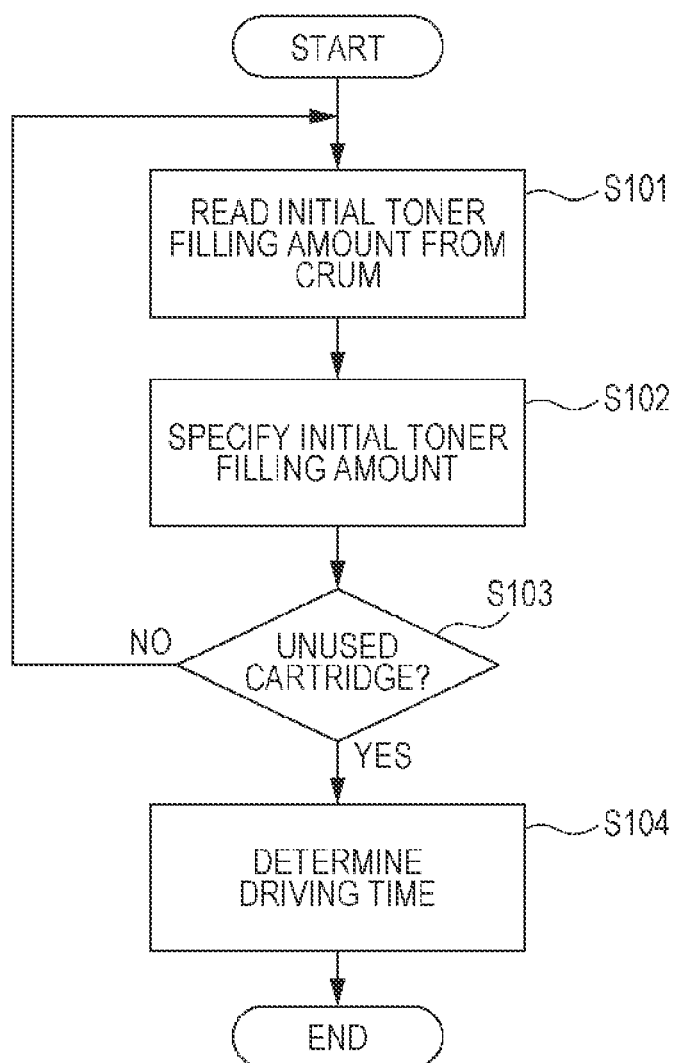 START
S101
READ INITIAL TONER
FILLING AMOUNT FROM
CRUM
S102
SPECIFY INITIAL TONER
FILLING AMOUNT
S103
NO
UNUSED
CARTRIDGE?
YES
S104
DETERMINE
DRIVING TIME
END